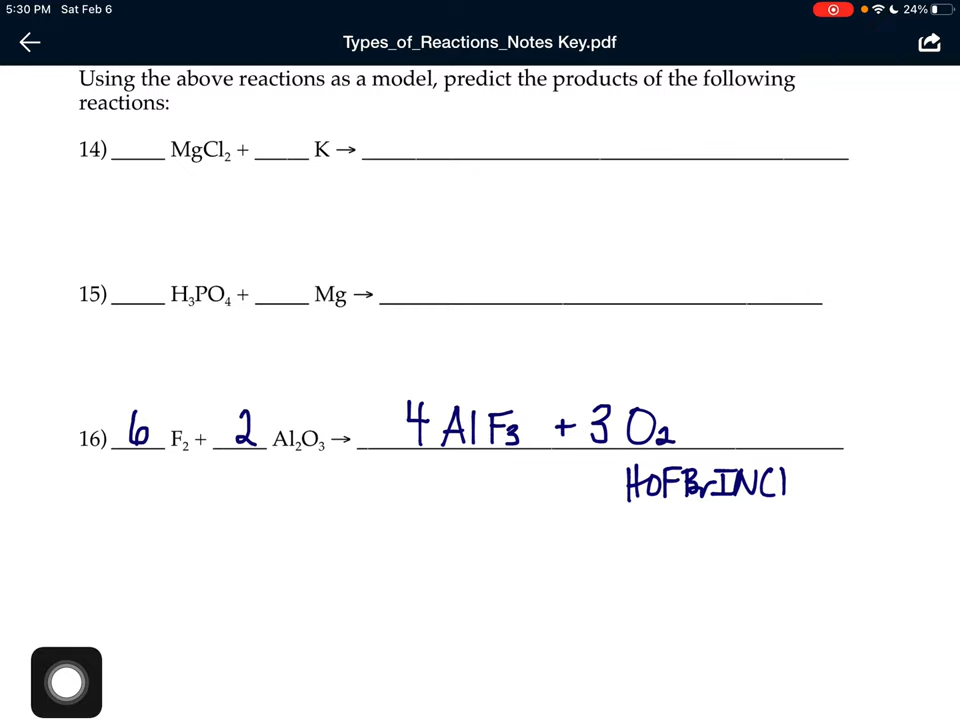 5:30 PM Sat Feb 6 24%
Types_of_Reactions_Notes Key.pdf
Using the above reactions as a model, predict the products of the following
reactions:
14) _____ MgCl₂ + _____ K → ______________________________
15) _____ H₃PO₄ + _____ Mg → ______________________________
16) 6 F₂ + 2 Al₂O₃ → 4 AlF₃ + 3 O₂
HOFBrINCl